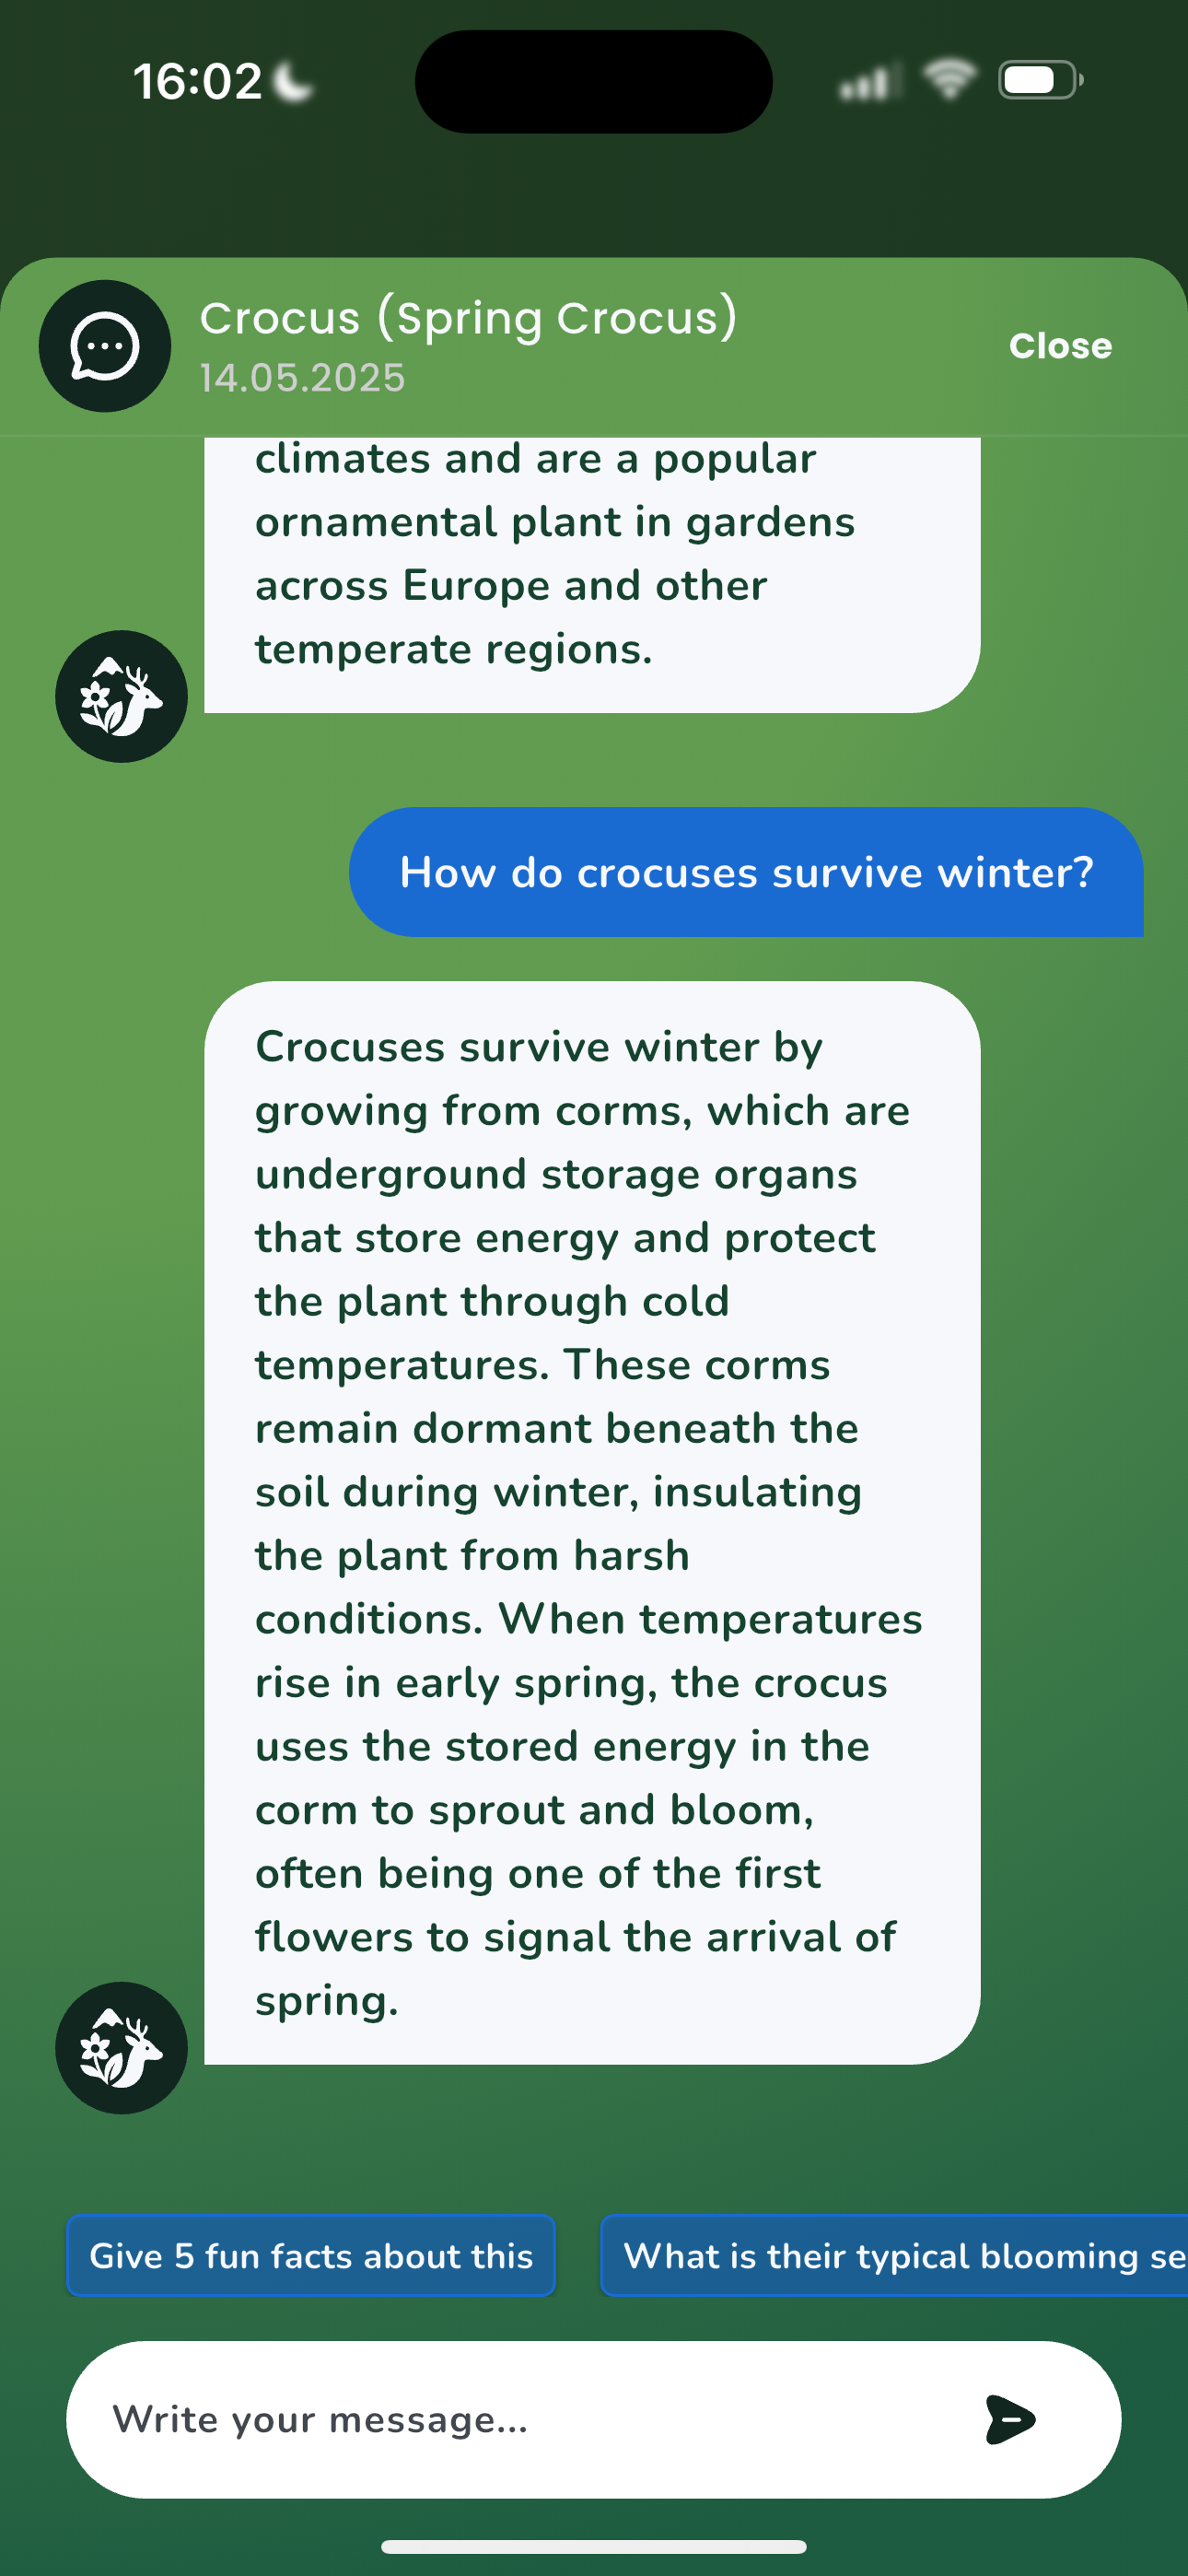 16:02
Crocus (Spring Crocus)
14.05.2025
Close
climates and are a popular
ornamental plant in gardens
across Europe and other
temperate regions.
How do crocuses survive winter?
Crocuses survive winter by
growing from corms, which are
underground storage organs
that store energy and protect
the plant through cold
temperatures. These corms
remain dormant beneath the
soil during winter, insulating
the plant from harsh
conditions. When temperatures
rise in early spring, the crocus
uses the stored energy in the
corm to sprout and bloom,
often being one of the first
flowers to signal the arrival of
spring.
Give 5 fun facts about this
What is their typical blooming se
Write your message...